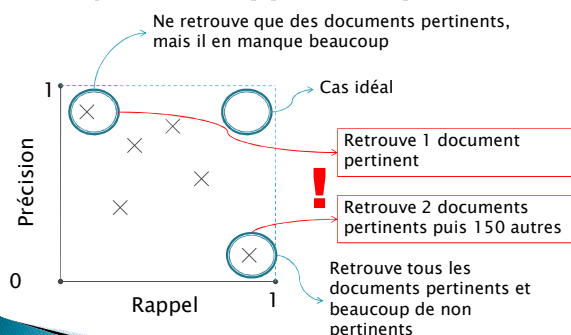 Ne retrouve que des documents pertinents,
mais il en manque beaucoup
1
Cas idéal
Précision
Retrouve 1 document
pertinent
!
Retrouve 2 documents
pertinents puis 150 autres
0
Rappel
1
Retrouve tous les
documents pertinents et
beaucoup de non
pertinents